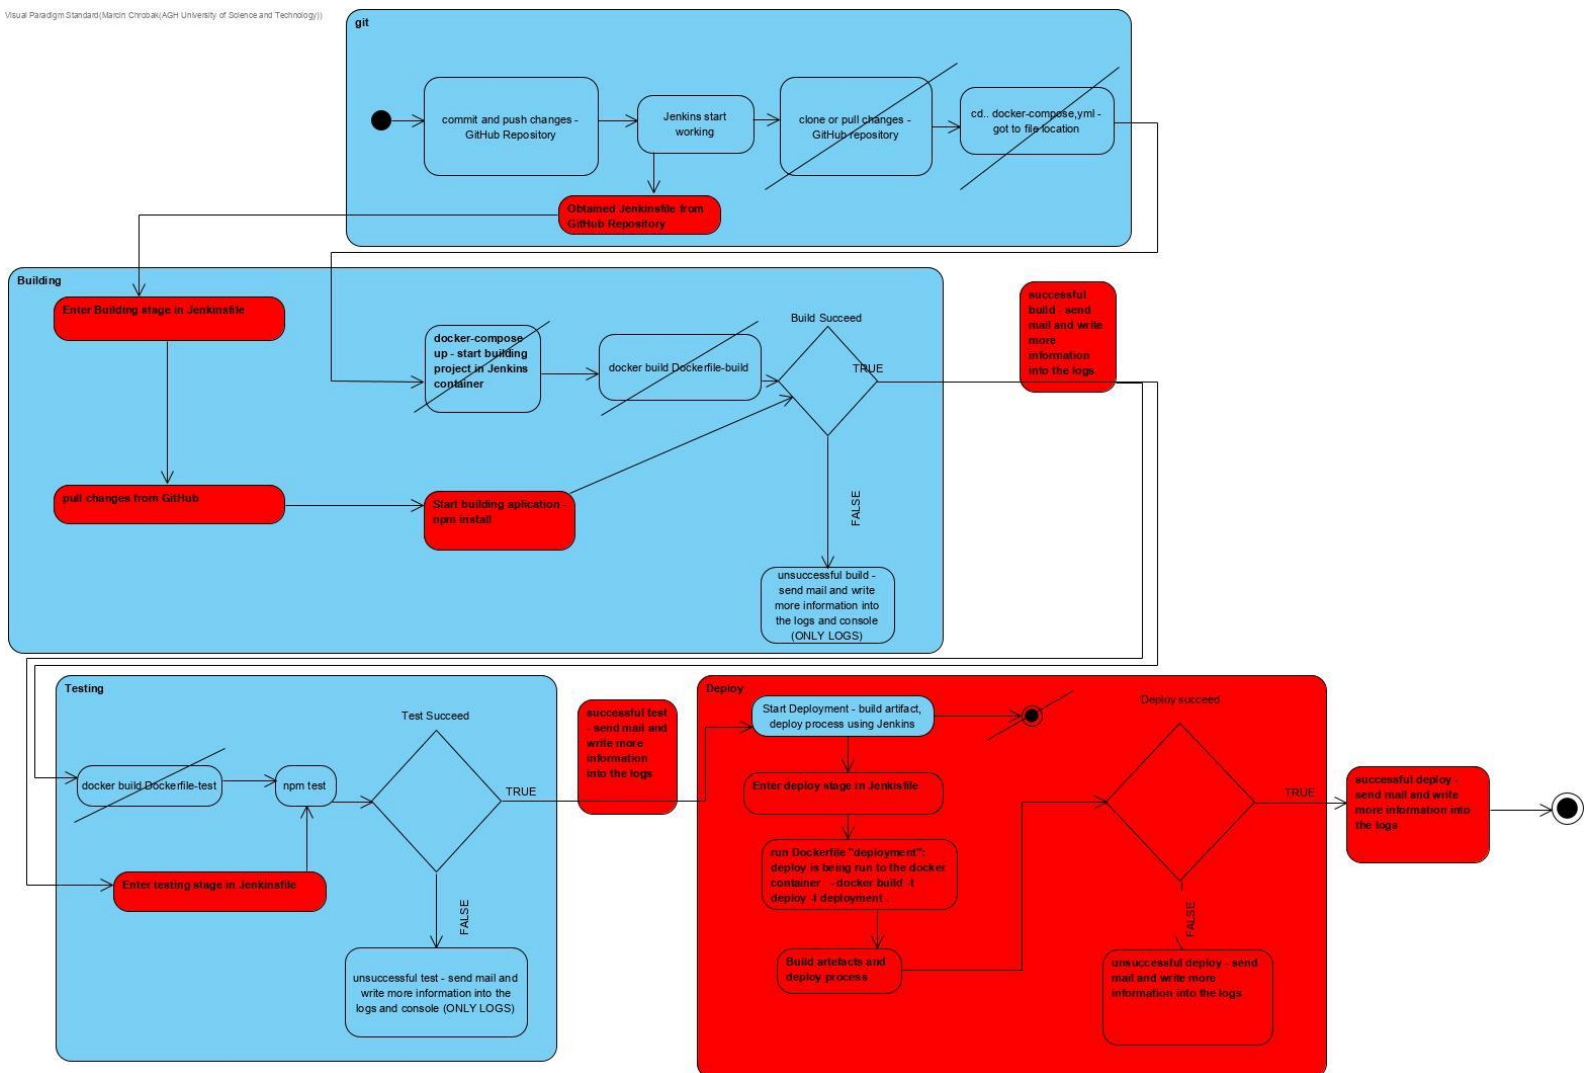 Visual Paradigm Standard(Marcin Chrobak(AGH University of Science and Technology))
git
commit and push changes -
GitHub Repository
Jenkins start
working
clone or pull changes -
GitHub repository
cd.. docker-compose,yml -
got to file location
Obtained Jenkinsfile from
GitHub Repository
Building
Enter Building stage in Jenkinsfile
docker-compose
up - start building
project in Jenkins
container
docker build Dockerfile-build
Build Succeed
TRUE
successful
build - send
mail and write
more
information
into the logs
pull changes from GitHub
Start building aplication -
npm install
FALSE
unsuccessful build -
send mail and write
more information into
the logs and console
(ONLY LOGS)
Testing
Test Succeed
docker build Dockerfile-test
npm test
TRUE
successful test
- send mail and
write more
information
into the logs
Enter testing stage in Jenkinsfile
FALSE
unsuccessful test - send mail and
write more information into the
logs and console (ONLY LOGS)
Deploy
Start Deployment - build artifact,
deploy process using Jenkins
Deploy succeed
Enter deploy stage in Jenkisfile
run Dockerfile "deployment":
deploy is being run to the docker
container - docker build -t
deploy -f deployment .
Build artefacts and
deploy process
TRUE
FALSE
unsuccessful deploy - send
mail and write more
information into the logs
successful deploy -
send mail and write
more information into
the logs